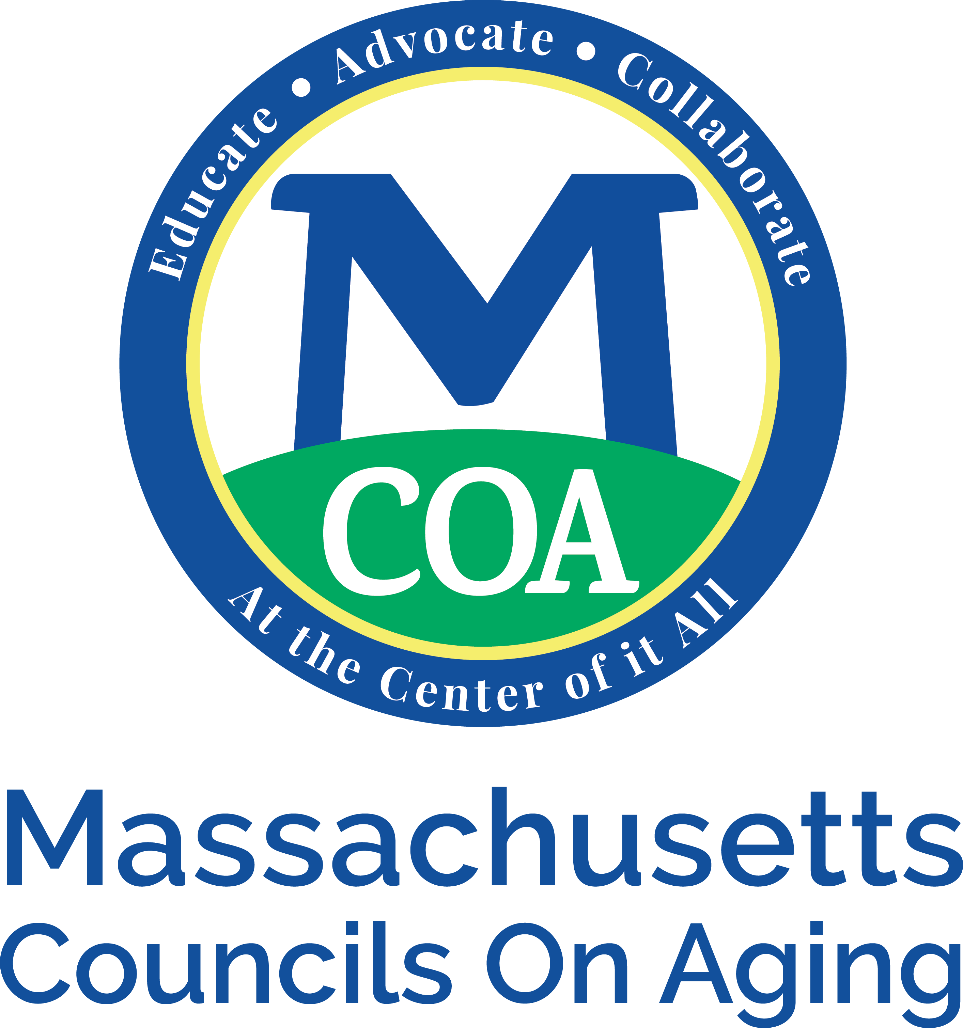 Educate • Advocate • Collaborate
M
COA
At the Center of it All
Massachusetts
Councils On Aging